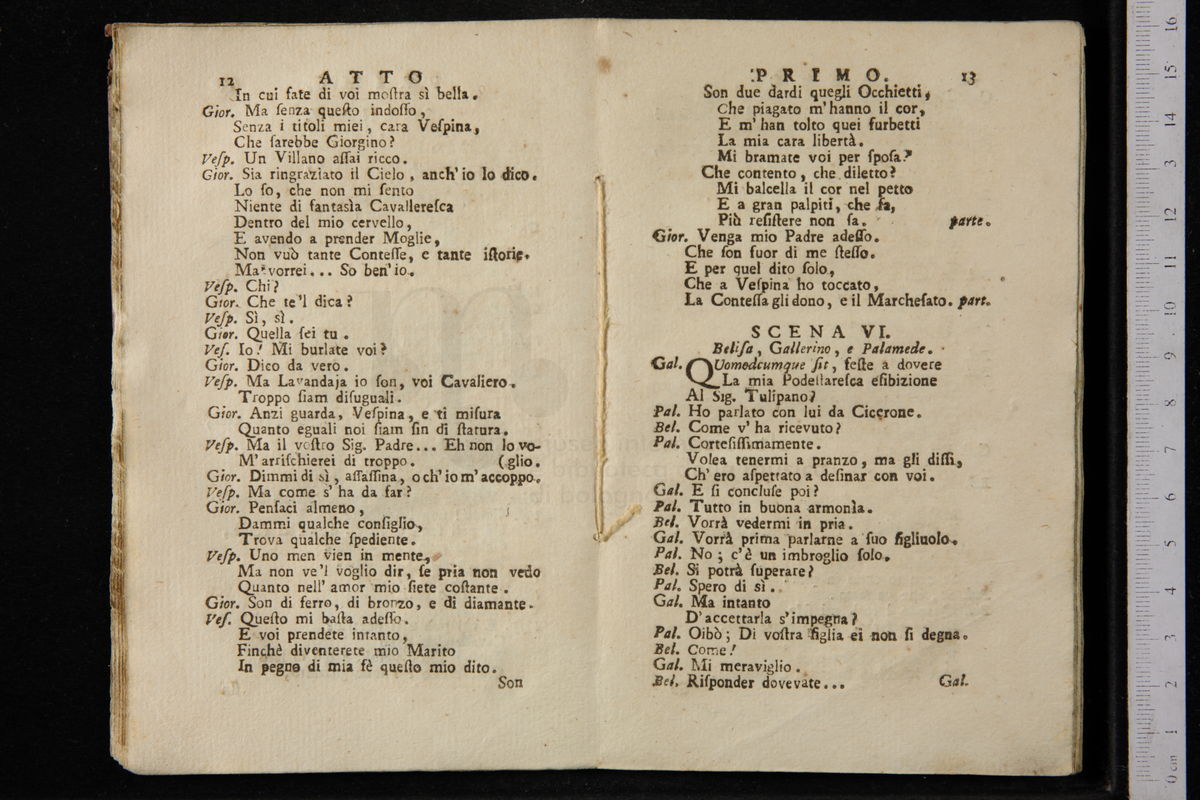 12 ATTO
In cui fate di voi moſtra sì bella.
Gior. Ma ſenza queſto indoſſo,
Senza i titoli miei, cara Veſpina,
Che ſarebbe Giorgino?
Veſp. Un Villano aſſai ricco.
Gior. Sia ringraziato il Cielo, anch'io lo dico.
Lo ſo, che non mi ſento
Niente di fantasìa Cavallereſca
Dentro del mio cervello,
E avendo a prender Moglie,
Non vuò tante Conteſſe, e tante iſtorie.
Ma vorrei... So ben'io.
Veſp. Chi?
Gior. Che te'l dica?
Veſp. Sì, sì.
Gior. Quella ſei tu.
Veſ. Io! Mi burlate voi?
Gior. Dico da vero.
Veſp. Ma Lavandaja io ſon, voi Cavaliero.
Troppo ſiam diſuguali.
Gior. Anzi guarda, Veſpina, e ti miſura
Quanto eguali noi ſiam fin di ſtatura.
Veſp. Ma il voſtro Sig. Padre... Eh non lo vo-
M'arriſchierei di troppo. (glio.
Gior. Dimmi di sì, aſſaſſina, o ch'io m'accoppo.
Veſp. Ma come s'ha da far?
Gior. Penſaci almeno,
Dammi qualche conſiglio,
Trova qualche ſpediente.
Veſp. Uno men vien in mente,
Ma non ve'l voglio dir, ſe pria non vedo
Quanto nell'amor mio ſiete coſtante.
Gior. Son di ferro, di bronzo, e di diamante.
Veſ. Queſto mi baſta adeſſo.
E voi prendete intanto,
Finchè diventerete mio Marito
In pegno di mia fè queſto mio dito.
Son
PRIMO. 13
Son due dardi quegli Occhietti,
Che piagato m'hanno il cor,
E m'han tolto quei furbetti
La mia cara libertà.
Mi bramate voi per ſpoſa?
Che contento, che diletto?
Mi balcella il cor nel petto
E a gran palpiti, che fa,
Più reſiſtere non ſa. parte.
Gior. Venga mio Padre adeſſo.
Che ſon fuor di me ſteſſo.
E per quel dito ſolo,
Che a Veſpina ho toccato,
La Conteſſa gli dono, e il Marcheſato. part.
SCENA VI.
Beliſa, Gallerino, e Palamede.
Gal. QUomodcumque ſit, feſte a dovere
La mia Podeſtareſca eſibizione
Al Sig. Tulipano?
Pal. Ho parlato con lui da Cicerone.
Bel. Come v'ha ricevuto?
Pal. Corteſiſſimamente.
Volea tenermi a pranzo, ma gli diſſi,
Ch'ero aſpettato a deſinar con voi.
Gal. E ſi concluſe poi?
Pal. Tutto in buona armonìa.
Bel. Vorrà vedermi in pria.
Gal. Vorrà prima parlarne a ſuo figliuolo.
Pal. No; c'è un imbroglio ſolo.
Bel. Si potrà ſuperare?
Pal. Spero di sì.
Gal. Ma intanto
D'accettarla s'impegna?
Pal. Oibò; Di voſtra figlia ei non ſi degna.
Bel. Come!
Gal. Mi meraviglio.
Bel. Riſponder dovevate...
Gal.